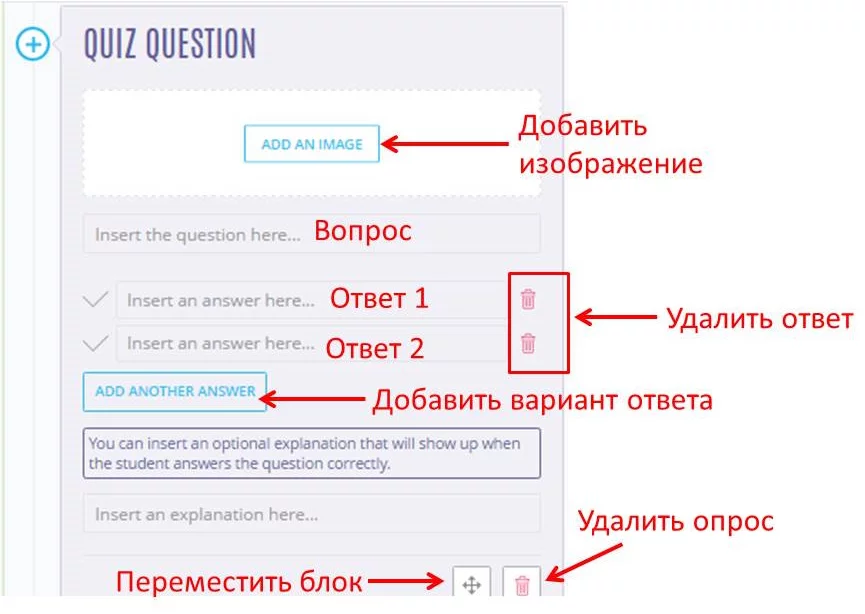 QUIZ QUESTION
ADD AN IMAGE
Добавить
изображение
Insert the question here... Вопрос
Insert an answer here... Ответ 1
Insert an answer here... Ответ 2
Удалить ответ
ADD ANOTHER ANSWER
Добавить вариант ответа
You can insert an optional explanation that will show up when
the student answers the question correctly.
Insert an explanation here...
Удалить опрос
Переместить блок